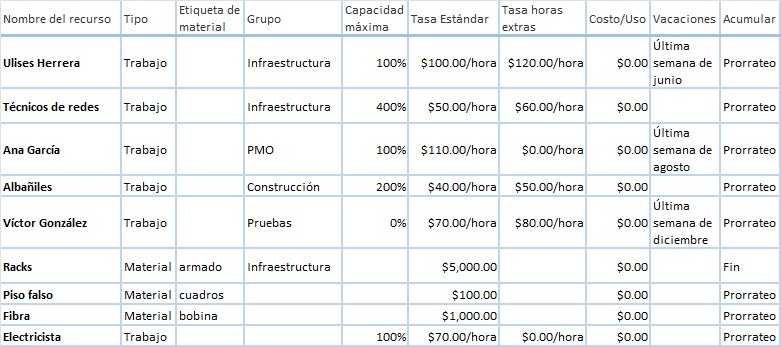 Nombre del recurso Tipo Etiqueta de material Grupo Capacidad máxima Tasa Estándar Tasa horas extras Costo/Uso Vacaciones Acumular
Ulises Herrera Trabajo Infraestructura 100% $100.00/hora $120.00/hora $0.00 Última semana de junio Prorrateo
Técnicos de redes Trabajo Infraestructura 400% $50.00/hora $60.00/hora $0.00 Prorrateo
Ana García Trabajo PMO 100% $110.00/hora $0.00/hora $0.00 Última semana de agosto Prorrateo
Albañiles Trabajo Construcción 200% $40.00/hora $50.00/hora $0.00 Prorrateo
Víctor González Trabajo Pruebas 0% $70.00/hora $80.00/hora $0.00 Última semana de diciembre Prorrateo
Racks Material armado Infraestructura $5,000.00 $0.00 Fin
Piso falso Material cuadros $100.00 $0.00 Prorrateo
Fibra Material bobina $1,000.00 $0.00 Prorrateo
Electricista Trabajo 100% $70.00/hora $0.00/hora $0.00 Prorrateo